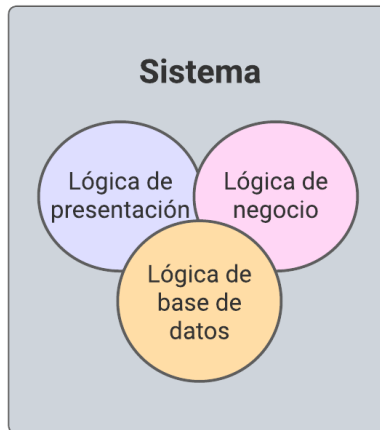 Sistema
Lógica de
presentación
Lógica de
negocio
Lógica de
base de
datos